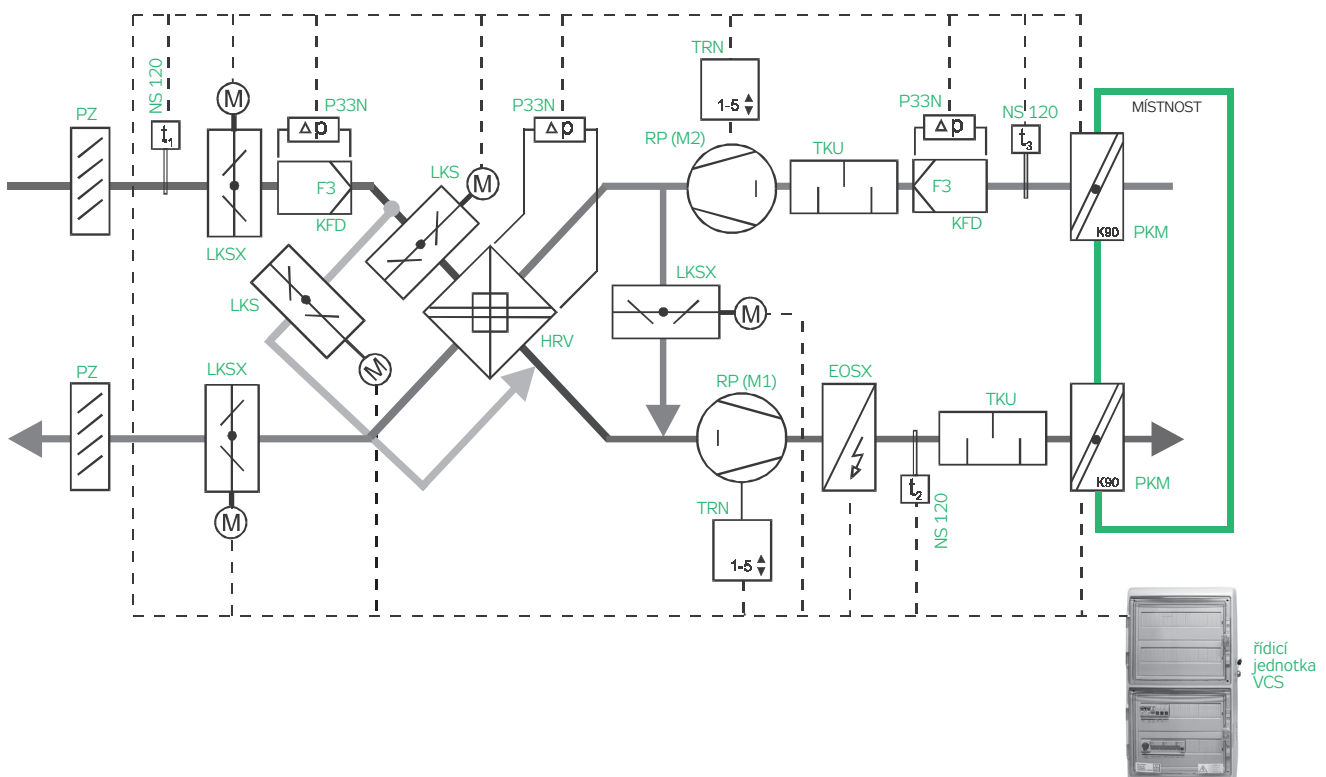 TRN
NS 120
M
M
PZ
P33N
P33N
1-5
P33N
NS 120
MÍSTNOST
t1
Δp
Δp
RP (M2)
TKU
Δp
t3
LKS
F3
F3
KFD
KFD
K90
PKM
LKSX
LKS
LKSX
M
HRV
M
PZ
LKSX
RP (M1)
EOSX
TKU
K90
PKM
t2
NS 120
M
TRN
1-5
řídicí
jednotka
VCS